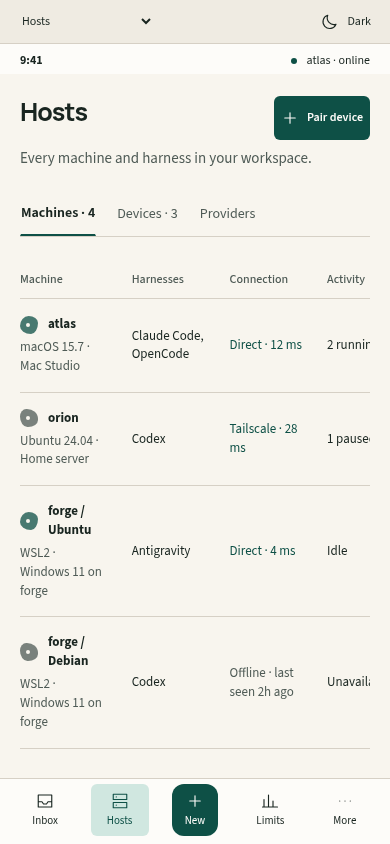 Hosts
Dark
9:41
atlas · online
Hosts
Pair device
Every machine and harness in your workspace.
Machines · 4
Devices · 3
Providers
Machine
Harnesses
Connection
Activity
atlas
macOS 15.7 ·
Mac Studio
Claude Code,
OpenCode
Direct · 12 ms
2 runnin
orion
Ubuntu 24.04 ·
Home server
Codex
Tailscale · 28
ms
1 paused
forge /
Ubuntu
WSL2 ·
Windows 11 on
forge
Antigravity
Direct · 4 ms
Idle
forge /
Debian
WSL2 ·
Windows 11 on
forge
Codex
Offline · last
seen 2h ago
Unavaila
Inbox
Hosts
New
Limits
More